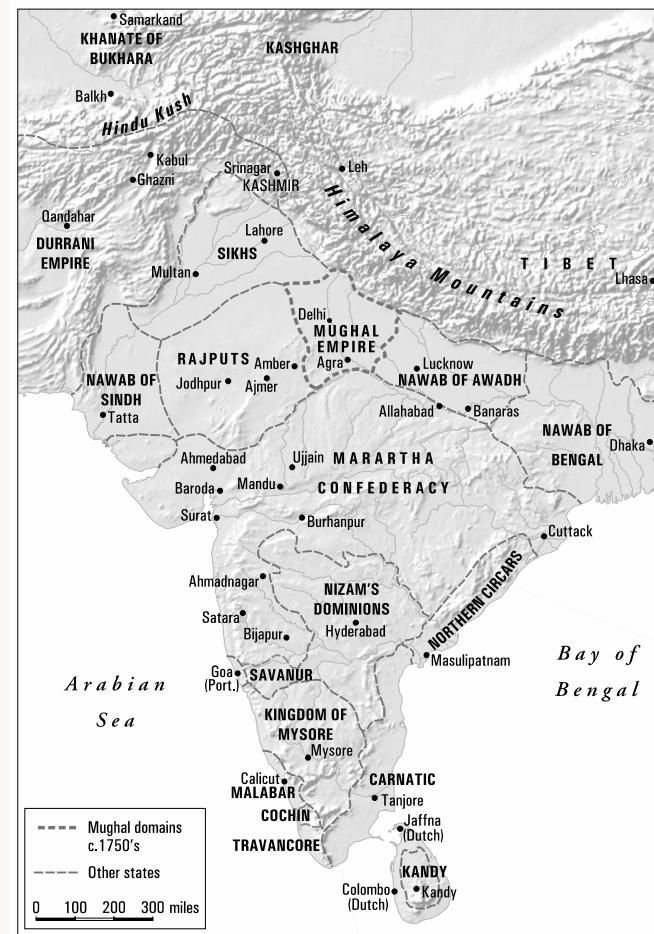 Samarkand
KHANATE OF
BUKHARA
KASHGHAR
Balkh
Hindu Kush
Kabul
Ghazni
Srinagar
KASHMIR
Leh
Himalaya Mountains
Qandahar
DURRANI
EMPIRE
Lahore
SIKHS
Multan
TIBET
Lhasa
Delhi
MUGHAL
EMPIRE
Agra
RAJPUTS
Amber
Jodhpur
Ajmer
Lucknow
NAWAB OF AWADH
NAWAB OF
SINDH
Tatta
Allahabad
Banaras
NAWAB OF
BENGAL
Dhaka
Ahmedabad
Ujjain
MARARTHA
CONFEDERACY
Baroda
Mandu
Surat
Burhanpur
Cuttack
Ahmadnagar
NIZAM'S
DOMINIONS
Hyderabad
NORTHERN CIRCARS
Satara
Bijapur
Masulipatnam
Goa
(Port.)
SAVANUR
Arabian
Sea
Bay of
Bengal
KINGDOM OF
MYSORE
Mysore
Calicut
MALABAR
CARNATIC
Tanjore
COCHIN
Jaffna
(Dutch)
TRAVANCORE
KANDY
Kandy
Colombo
(Dutch)
Mughal domains
c.1750's
Other states
0 100 200 300 miles